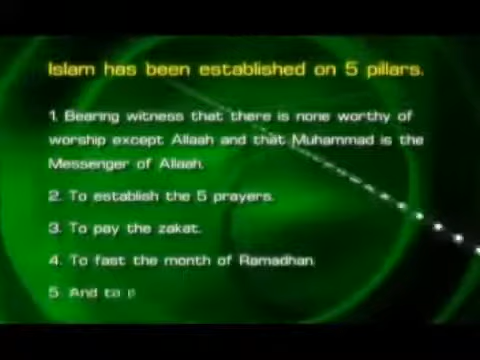 Islam has been established on 5 pillars.
1. Bearing witness that there is none worthy of
worship except Allaah and that Muhammad is the
Messenger of Allaah.
2. To establish the 5 prayers.
3. To pay the zakat.
4. To fast the month of Ramadhan.
5. And to